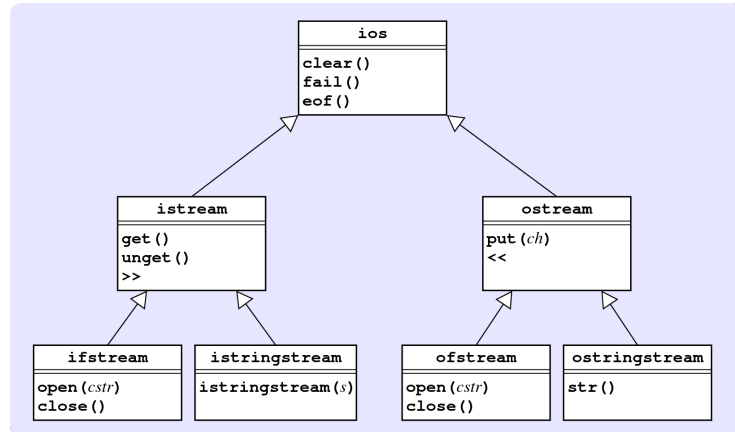 ios
clear()
fail()
eof()
istream
get()
unget()
>>
ostream
put(ch)
<<
ifstream
open(cstr)
close()
istringstream
istringstream(s)
ofstream
open(cstr)
close()
ostringstream
str()